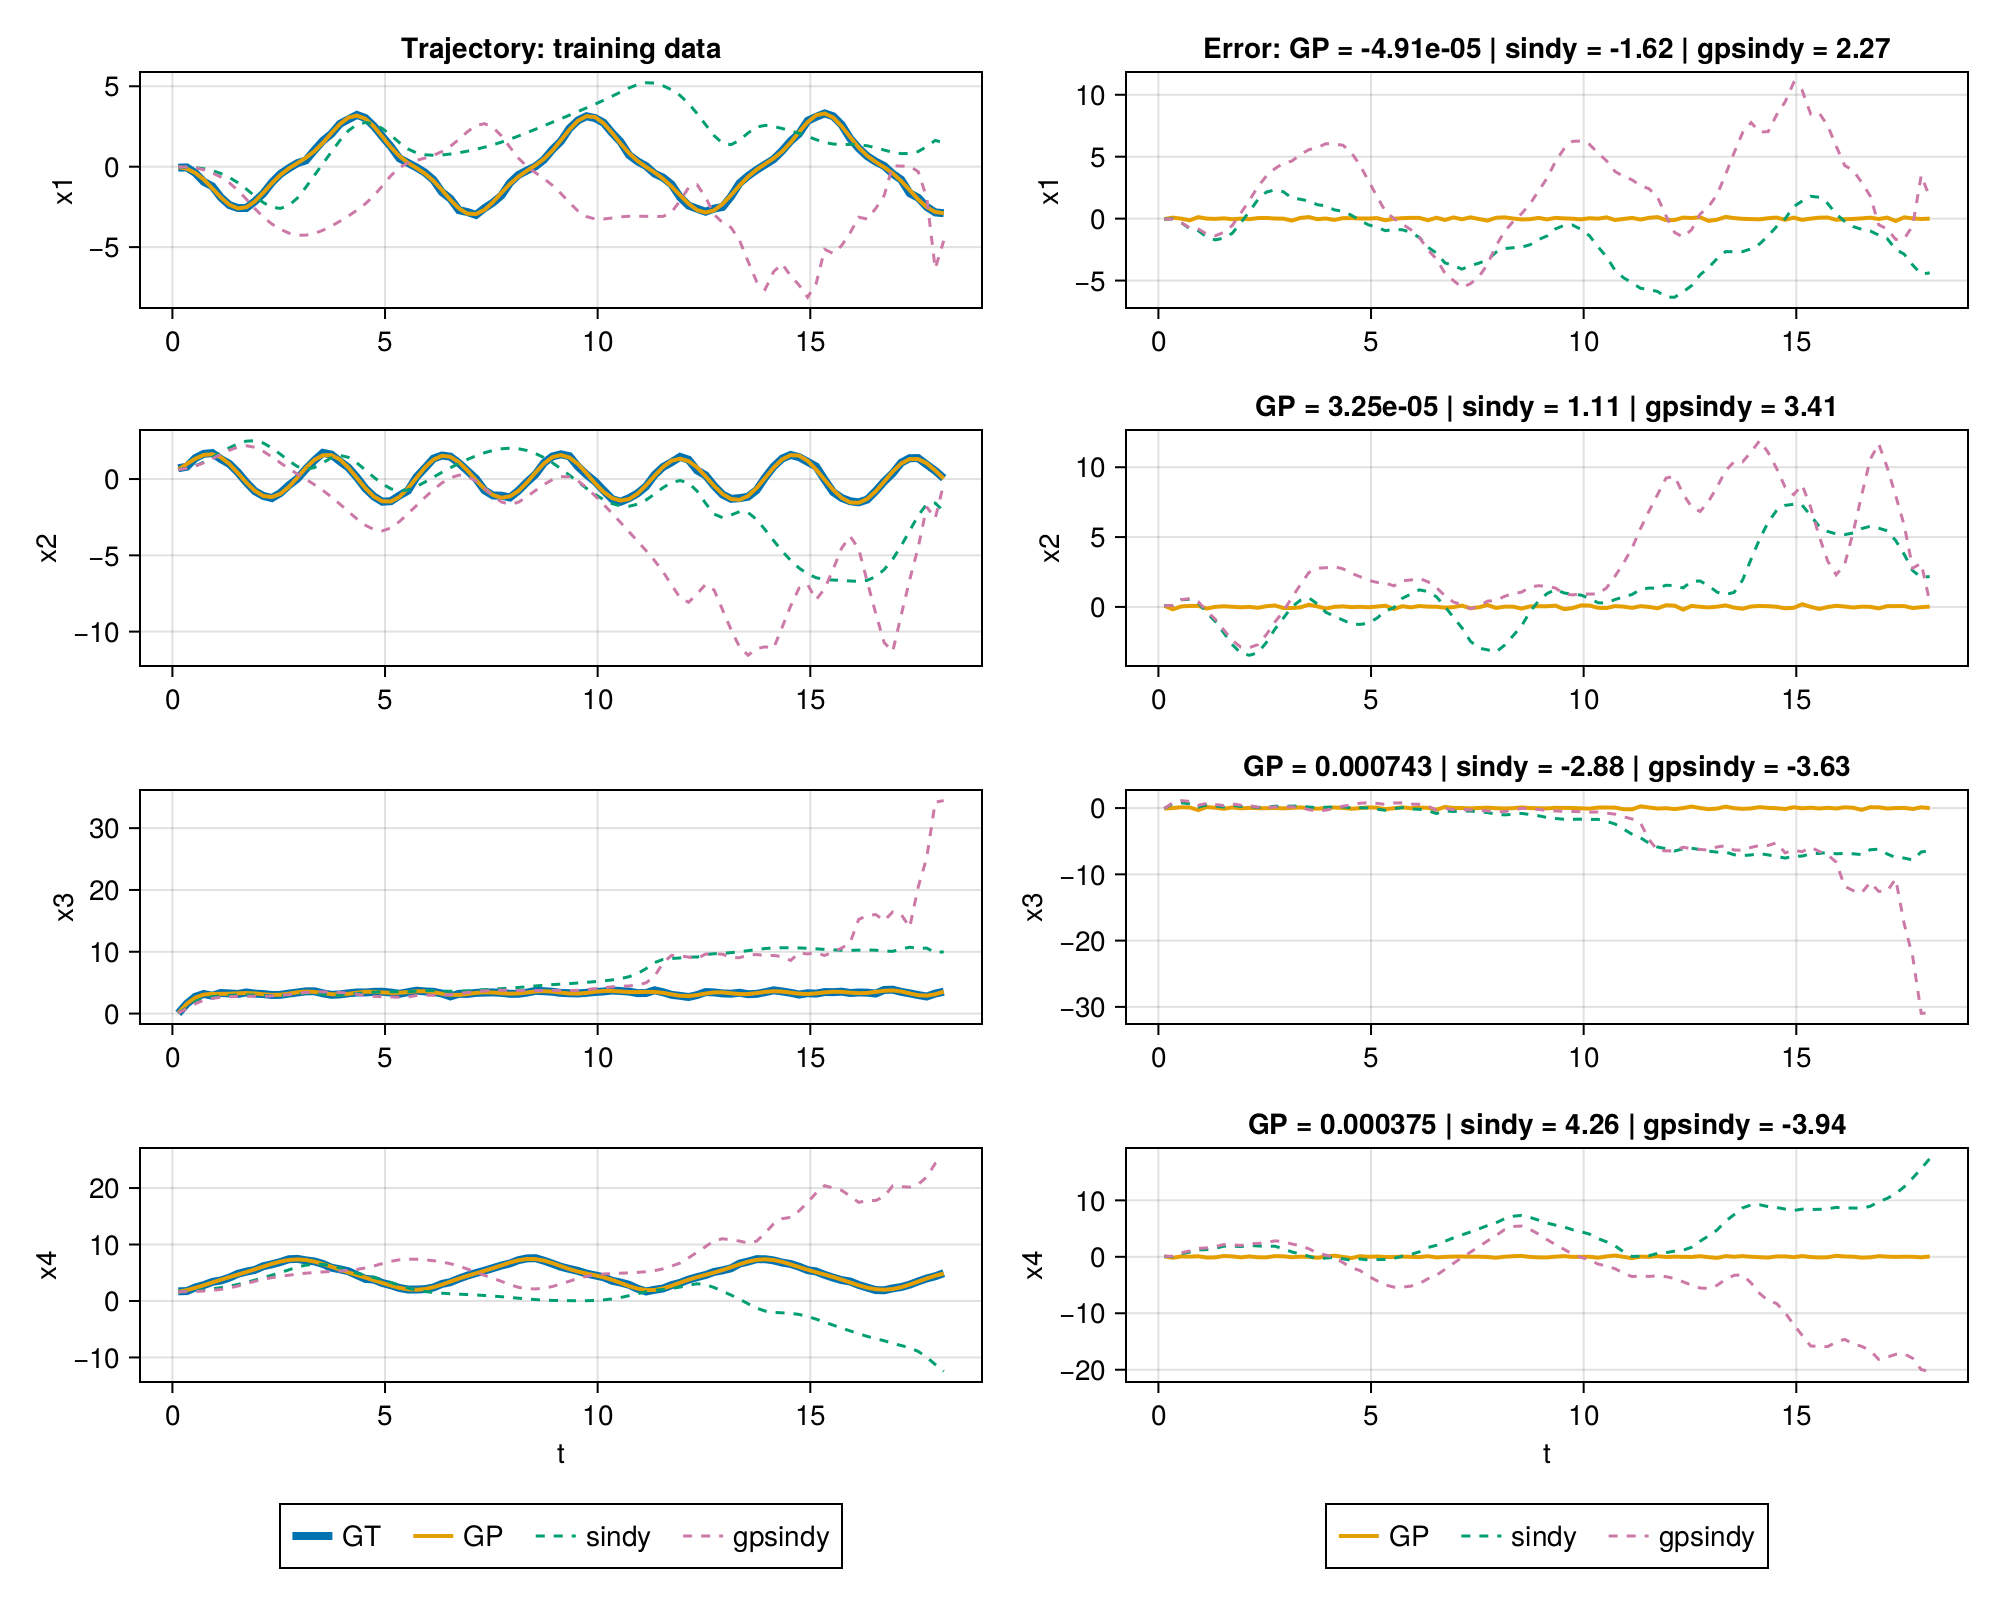 Trajectory: training data
Error: GP = -4.91e-05 | sindy = -1.62 | gpsindy = 2.27
x1
5
0
−5
0 5 10 15
x1
10
5
0
−5
0 5 10 15
GP = 3.25e-05 | sindy = 1.11 | gpsindy = 3.41
x2
0
−5
−10
0 5 10 15
x2
10
5
0
0 5 10 15
GP = 0.000743 | sindy = -2.88 | gpsindy = -3.63
x3
30
20
10
0
0 5 10 15
x3
0
−10
−20
−30
0 5 10 15
GP = 0.000375 | sindy = 4.26 | gpsindy = -3.94
x4
20
10
0
−10
0 5 10 15
t
x4
10
0
−10
−20
0 5 10 15
t
GT GP sindy gpsindy
GP sindy gpsindy